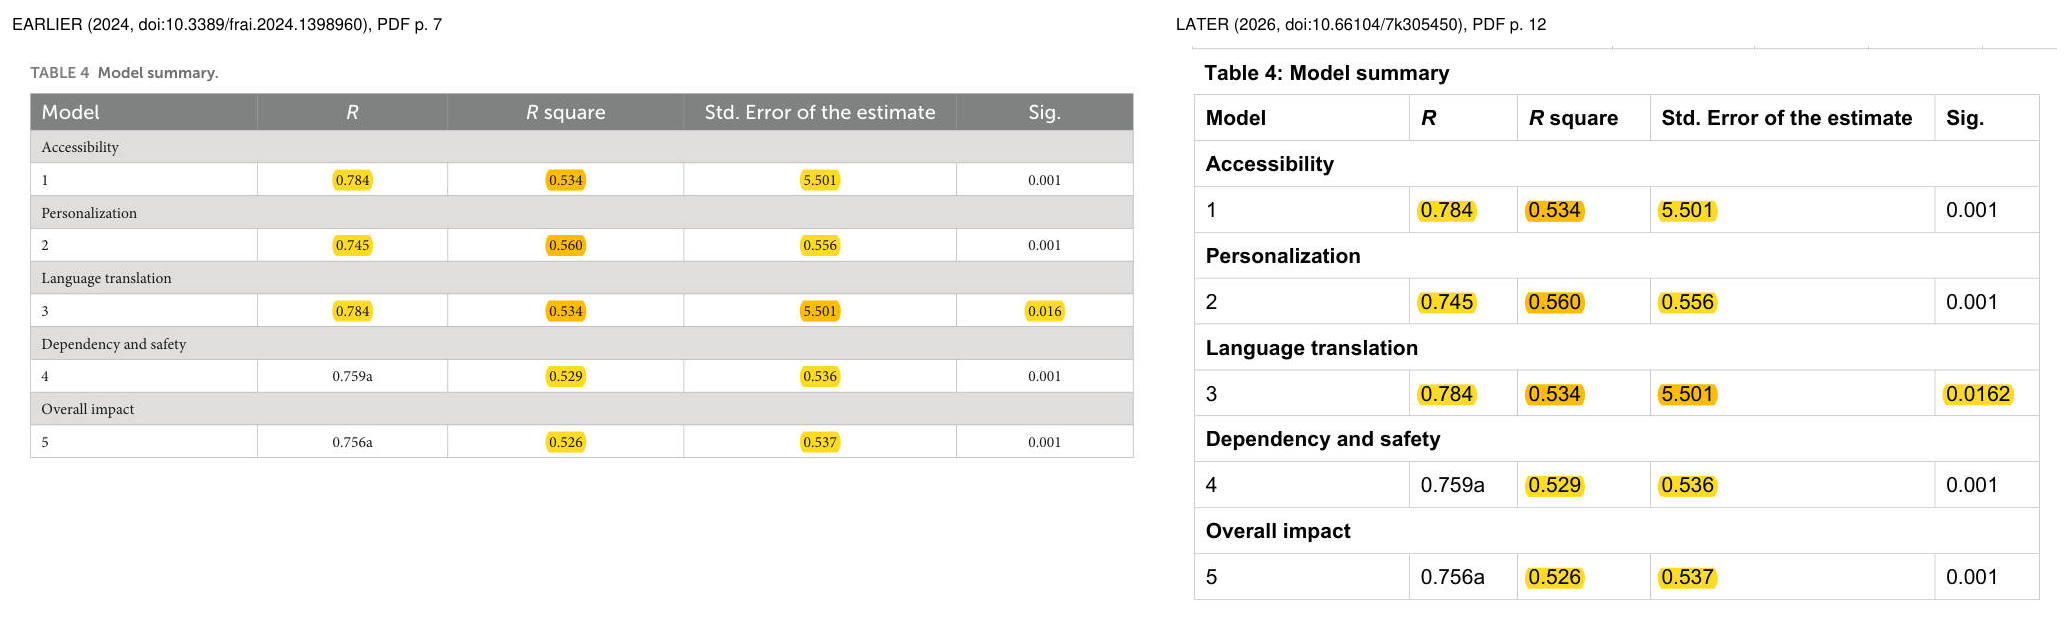 EARLIER (2024, doi:10.3389/frai.2024.1398960), PDF p. 7
TABLE 4 Model summary.
Model R R square Std. Error of the estimate Sig.
Accessibility
1 0.784 0.534 5.501 0.001
Personalization
2 0.745 0.560 0.556 0.001
Language translation
3 0.784 0.534 5.501 0.016
Dependency and safety
4 0.759a 0.529 0.536 0.001
Overall impact
5 0.756a 0.526 0.537 0.001
LATER (2026, doi:10.66104/7k305450), PDF p. 12
Table 4: Model summary
Model R R square Std. Error of the estimate Sig.
Accessibility
1 0.784 0.534 5.501 0.001
Personalization
2 0.745 0.560 0.556 0.001
Language translation
3 0.784 0.534 5.501 0.0162
Dependency and safety
4 0.759a 0.529 0.536 0.001
Overall impact
5 0.756a 0.526 0.537 0.001